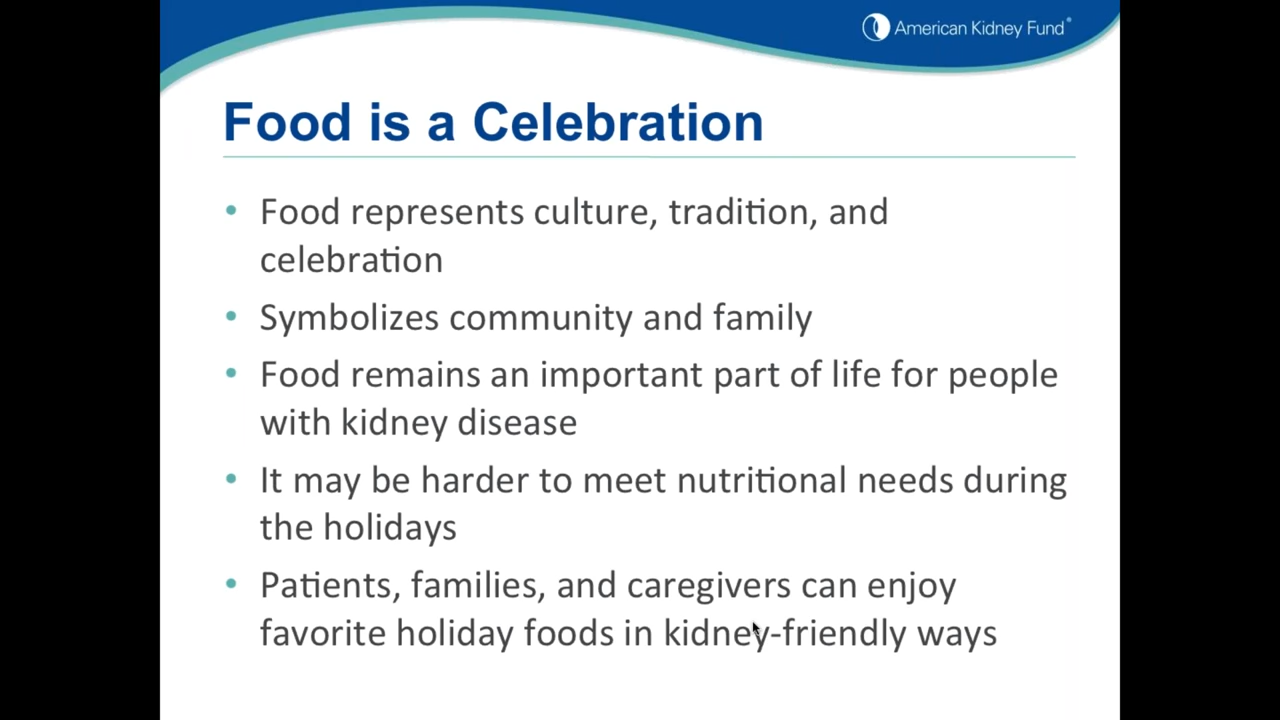 American Kidney Fund®
Food is a Celebration
• Food represents culture, tradition, and
celebration
• Symbolizes community and family
• Food remains an important part of life for people
with kidney disease
• It may be harder to meet nutritional needs during
the holidays
• Patients, families, and caregivers can enjoy
favorite holiday foods in kidney-friendly ways